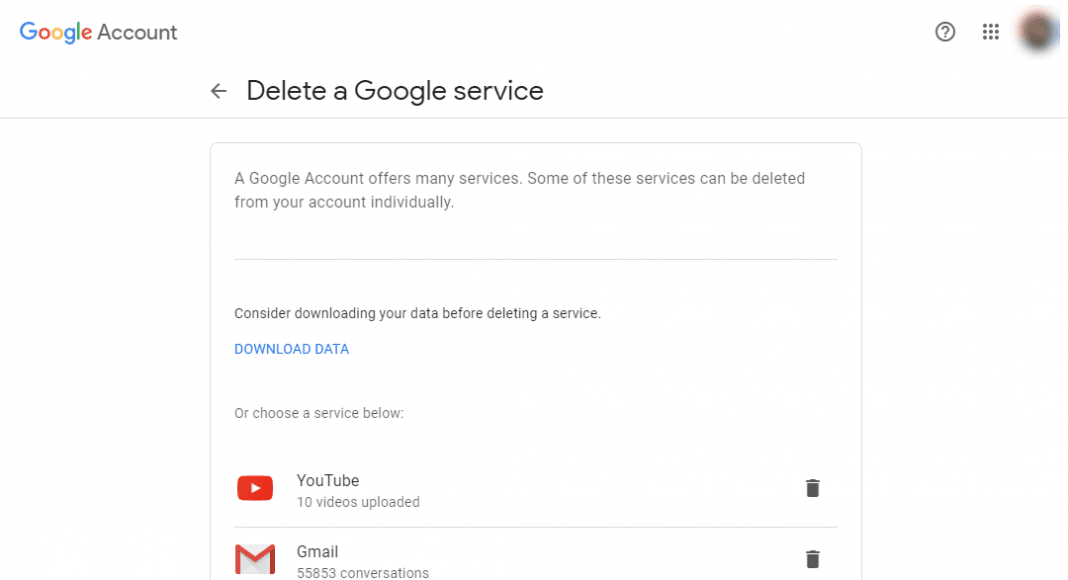 Google Account
Delete a Google service
A Google Account offers many services. Some of these services can be deleted
from your account individually.
Consider downloading your data before deleting a service.
DOWNLOAD DATA
Or choose a service below:
YouTube
10 videos uploaded
Gmail
55853 conversations